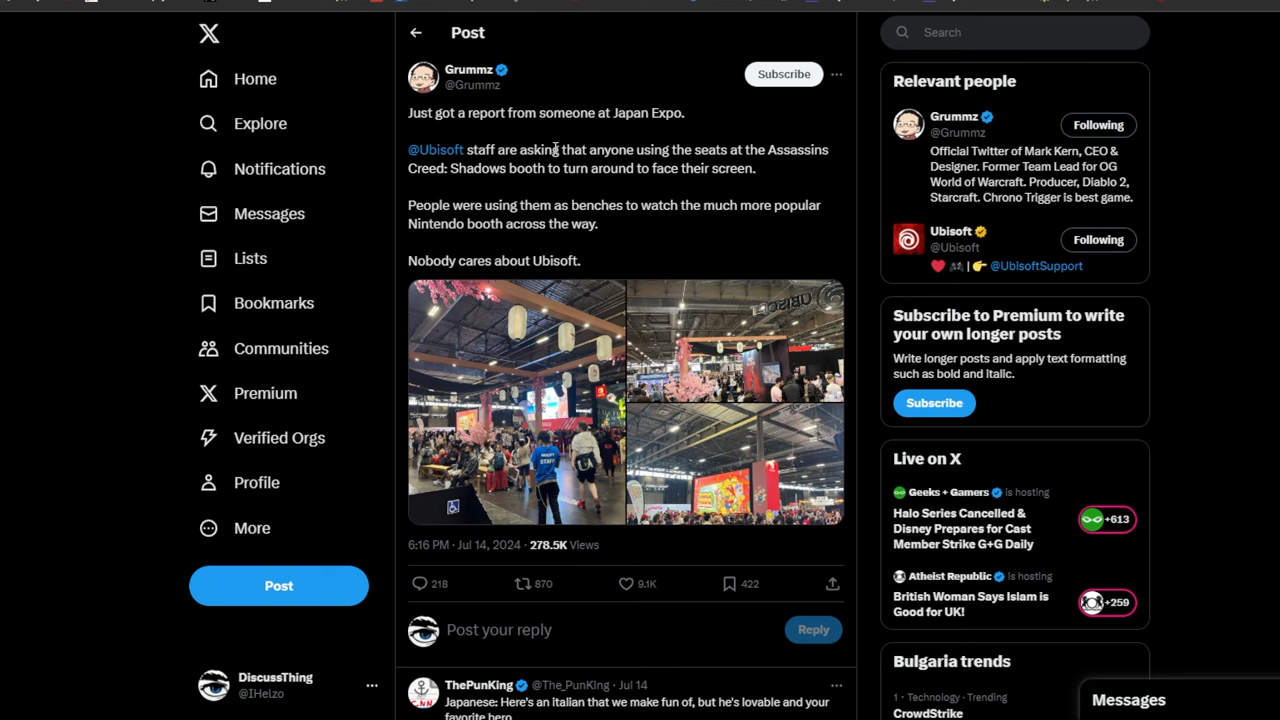 Home
Explore
Notifications
Messages
Lists
Bookmarks
Communities
Premium
Verified Orgs
Profile
More
Post
DiscussThing
@IHelzo
Post
Grummz
@Grummz
Subscribe
Just got a report from someone at Japan Expo.
@Ubisoft staff are asking that anyone using the seats at the Assassins
Creed: Shadows booth to turn around to face their screen.
People were using them as benches to watch the much more popular
Nintendo booth across the way.
Nobody cares about Ubisoft.
UBISOFT
STAFF
UBISOFT
6:16 PM · Jul 14, 2024 · 278.5K Views
218
870
9.1K
422
Post your reply
Reply
ThePunKing @The_PunKing · Jul 14
Japanese: Here's an italian that we make fun of, but he's lovable and your
favorite hero
Search
Relevant people
Grummz
@Grummz
Following
Official Twitter of Mark Kern, CEO &
Designer. Former Team Lead for OG
World of Warcraft. Producer, Diablo 2,
Starcraft. Chrono Trigger is best game.
Ubisoft
@Ubisoft
Following
❤️ 🎮 | 👉 @UbisoftSupport
Subscribe to Premium to write
your own longer posts
Write longer posts and apply text formatting
such as bold and italic.
Subscribe
Live on X
Geeks + Gamers is hosting
Halo Series Cancelled &
Disney Prepares for Cast
Member Strike G+G Daily
+613
Atheist Republic is hosting
British Woman Says Islam is
Good for UK!
+259
Bulgaria trends
1 · Technology · Trending
CrowdStrike
Messages